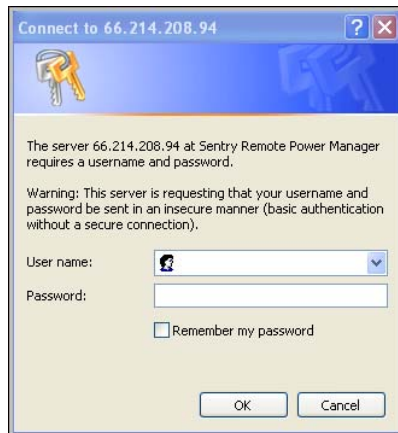 Connect to 66.214.208.94
The server 66.214.208.94 at Sentry Remote Power Manager
requires a username and password.
Warning: This server is requesting that your username and
password be sent in an insecure manner (basic authentication
without a secure connection).
User name:
Password:
Remember my password
OK Cancel